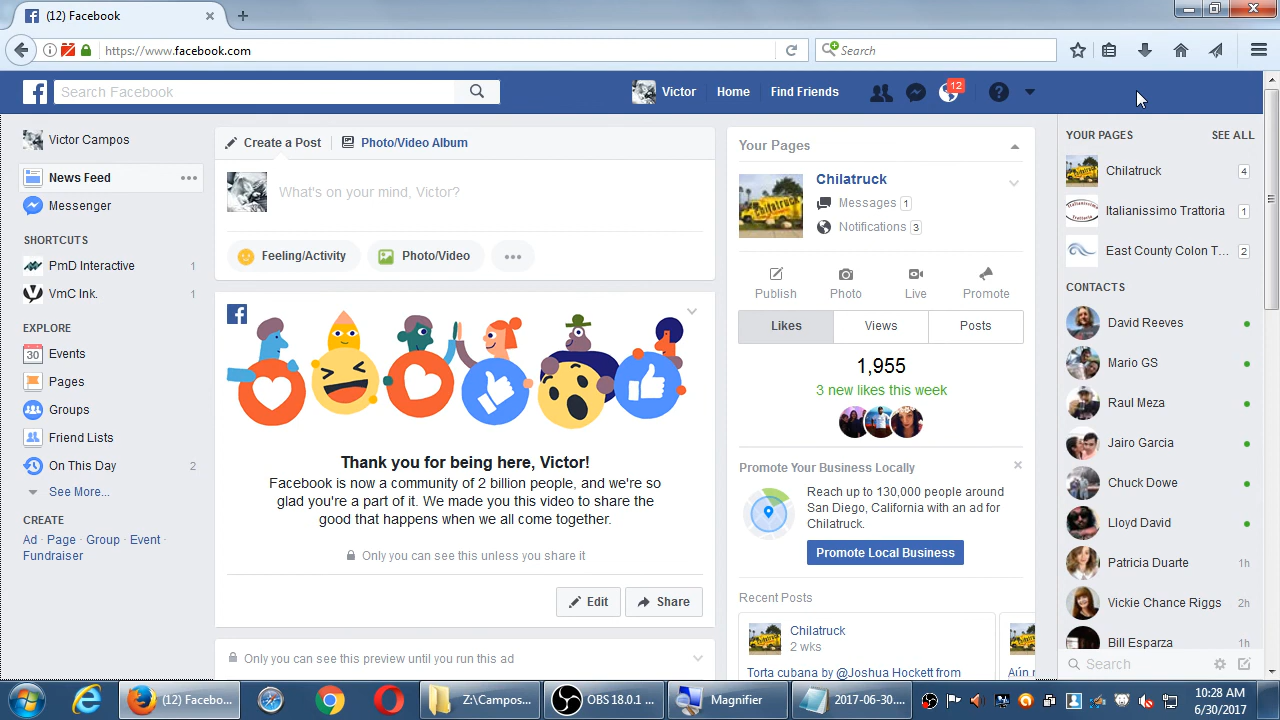 (12) Facebook
https://www.facebook.com
Search
Search Facebook
Victor
Home
Find Friends
12
Victor Campos
News Feed
Messenger
SHORTCUTS
PmD Interactive 1
VmC Ink. 1
EXPLORE
30 Events
Pages
Groups
Friend Lists
On This Day 2
See More...
CREATE
Ad · Page · Group · Event ·
Fundraiser
Create a Post
Photo/Video Album
What's on your mind, Victor?
Feeling/Activity
Photo/Video
Thank you for being here, Victor!
Facebook is now a community of 2 billion people, and we're so
glad you're a part of it. We made you this video to share the
good that happens when we all come together.
Only you can see this unless you share it
Edit
Share
Only you can see this preview until you run this ad
Your Pages
Chilatruck
Messages 1
Notifications 3
Publish
Photo
Live
Promote
Likes
Views
Posts
1,955
3 new likes this week
Promote Your Business Locally
Reach up to 130,000 people around
San Diego, California with an ad for
Chilatruck.
Promote Local Business
Recent Posts
Chilatruck
2 wks
Torta cubana by @Joshua Hockett from
Aún r
YOUR PAGES
SEE ALL
Chilatruck 4
Italianissimo Trattoria 1
East County Colon T... 2
CONTACTS
David Reeves
Mario GS
Raul Meza
Jairo Garcia
Chuck Dowe
Lloyd David
Patricia Duarte 1h
Vickie Chance Riggs 2h
Bill Esparza 1h
Search
(12) Facebo...
Z:\Campos...
OBS 18.0.1 ...
Magnifier
2017-06-30....
10:28 AM
6/30/2017